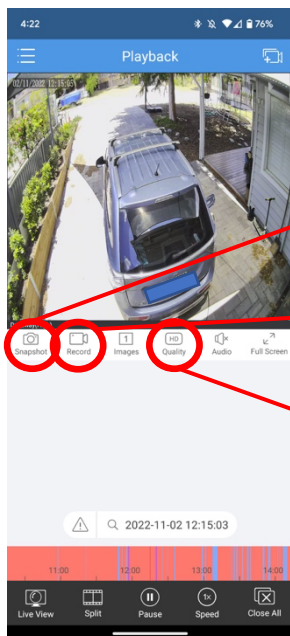 4:22 76%
Playback
02/11/2022 12:15:03
Snapshot Record 1 Images HD Quality Audio Full Screen
2022-11-02 12:15:03
11:00 12:00 13:00 14:00
Live View Split Pause 1x Speed Close All